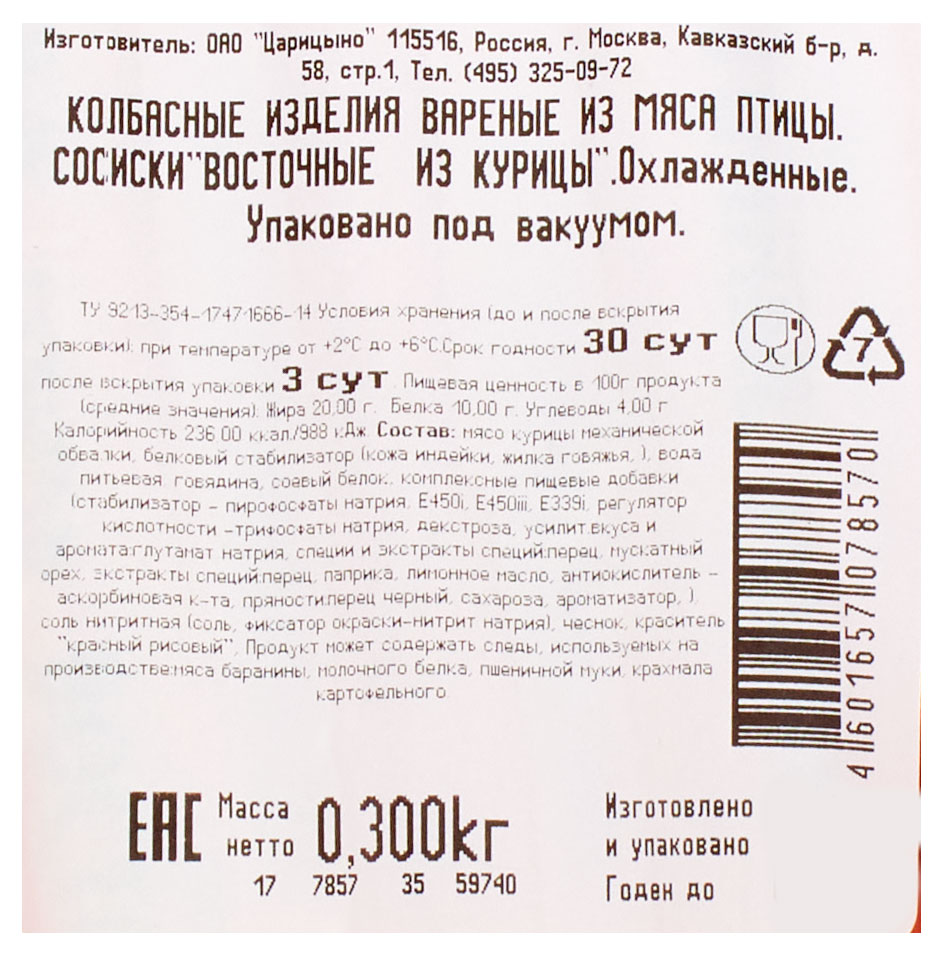 Изготовитель: ОАО "Царицыно" 115516, Россия, г. Москва, Кавказский б-р, д.
58, стр.1, Тел. (495) 325-09-72
КОЛБАСНЫЕ ИЗДЕЛИЯ ВАРЕНЫЕ ИЗ МЯСА ПТИЦЫ.
СОСИСКИ"ВОСТОЧНЫЕ ИЗ КУРИЦЫ".Охлажденные.
Упаковано под вакуумом.
ТУ 9213-354-17471666-14 Условия хранения (до и после вскрытия
упаковки): при температуре от +2°С до +6°С.Срок годности 30 сут
после вскрытия упаковки 3 сут. Пищевая ценность в 100г продукта
(средние значения): Жира 20,00 г. Белка 10,00 г. Углеводы 4,00 г
Калорийность 236.00 ккал./988 кДж. Состав: мясо курицы механической
обвалки, белковый стабилизатор (кожа индейки, жилка говяжья, ), вода
питьевая, говядина, соевый белок, комплексные пищевые добавки
(стабилизатор - пирофосфаты натрия, Е450i, Е450iii, Е339i, регулятор
кислотности -трифосфаты натрия, декстроза, усилит.вкуса и
аромата:глутамат натрия, специи и экстракты специй:перец, мускатный
орех, экстракты специй:перец, паприка, лимонное масло, антиокислитель -
аскорбиновая к-та, пряности:перец черный, сахароза, ароматизатор, ),
соль нитритная (соль, фиксатор окраски-нитрит натрия), чеснок, краситель
"красный рисовый", Продукт может содержать следы, используемых на
производстве:мяса баранины, молочного белка, пшеничной муки, крахмала
картофельного.
7
4 601657 078570
ЕАС Масса нетто 0,300кг
17 7857 35 59740
Изготовлено
и упаковано
Годен до